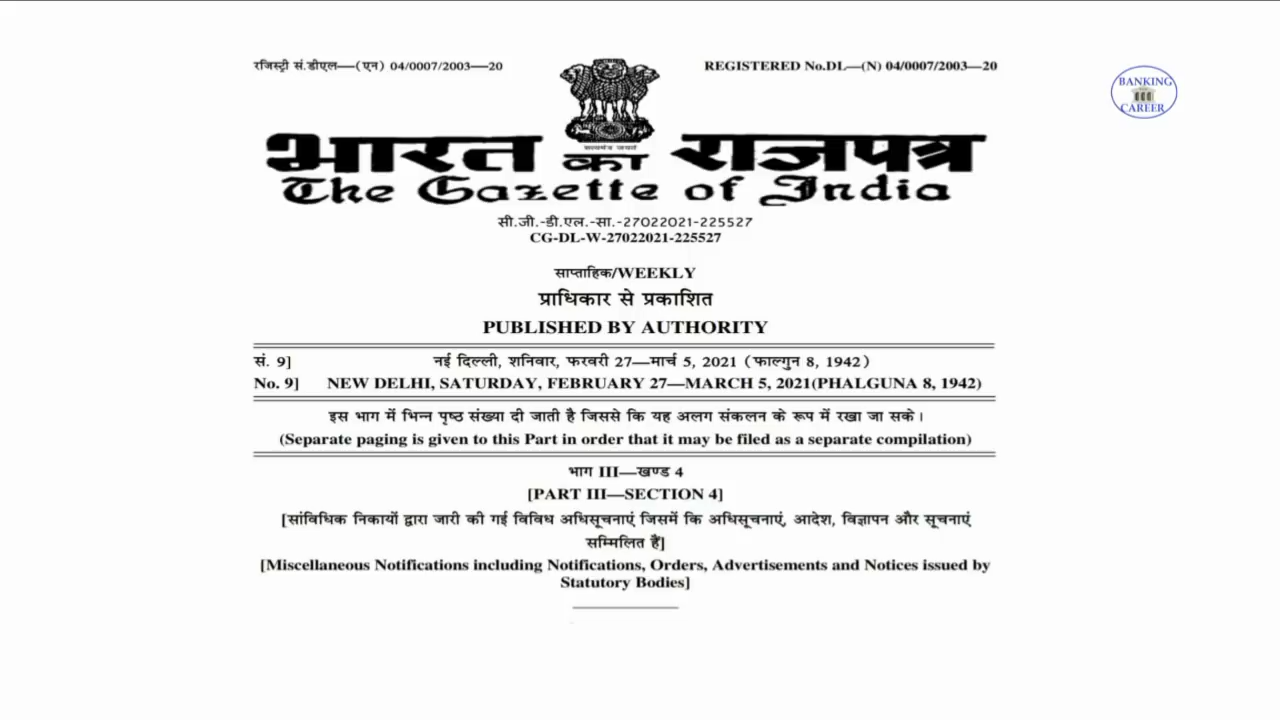 रजिस्ट्री सं.डीएल—(एन) 04/0007/2003—20
REGISTERED No.DL—(N) 04/0007/2003—20
BANKING
CAREER
सत्यमेव जयते
भारत का राजपत्र
The Gazette of India
सी.जी.-डी.एल.-सा.-27022021-225527
CG-DL-W-27022021-225527
साप्ताहिक/WEEKLY
प्राधिकार से प्रकाशित
PUBLISHED BY AUTHORITY
सं. 9] नई दिल्ली, शनिवार, फरवरी 27—मार्च 5, 2021 (फाल्गुन 8, 1942)
No. 9] NEW DELHI, SATURDAY, FEBRUARY 27—MARCH 5, 2021(PHALGUNA 8, 1942)
इस भाग में भिन्न पृष्ठ संख्या दी जाती है जिससे कि यह अलग संकलन के रूप में रखा जा सके।
(Separate paging is given to this Part in order that it may be filed as a separate compilation)
भाग III—खण्ड 4
[PART III—SECTION 4]
[सांविधिक निकायों द्वारा जारी की गई विविध अधिसूचनाएं जिसमें कि अधिसूचनाएं, आदेश, विज्ञापन और सूचनाएं
सम्मिलित हैं]
[Miscellaneous Notifications including Notifications, Orders, Advertisements and Notices issued by
Statutory Bodies]